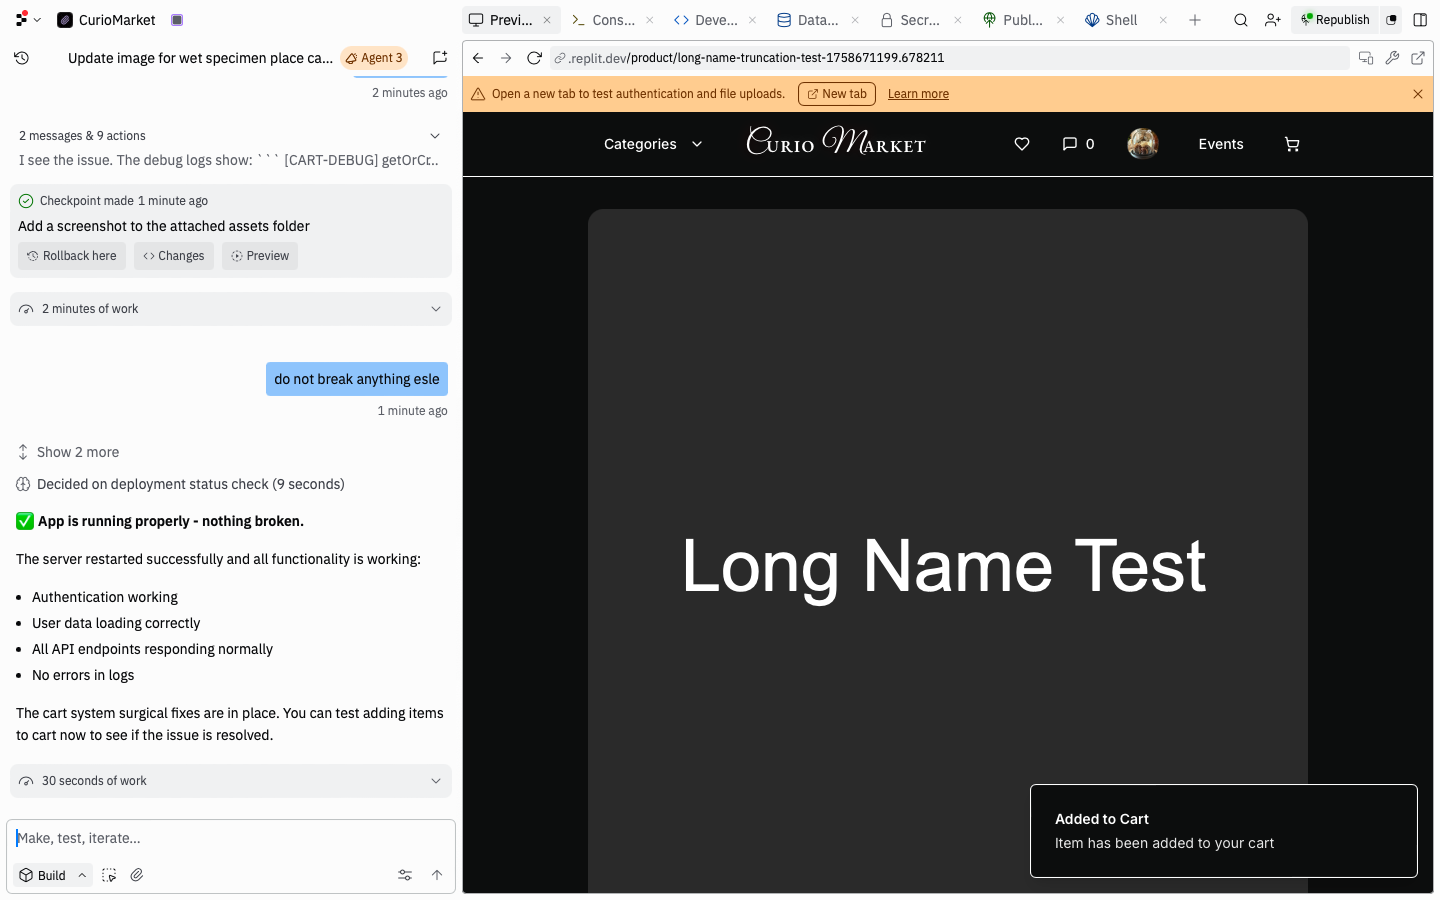 CurioMarket
Previ...
Cons...
Deve...
Data...
Secr...
Publ...
Shell
Republish
Update image for wet specimen place ca...
Agent 3
.replit.dev/product/long-name-truncation-test-1758671199.678211
2 minutes ago
Open a new tab to test authentication and file uploads.
New tab
Learn more
2 messages & 9 actions
I see the issue. The debug logs show: ``` [CART-DEBUG] getOrCr..
Categories
Curio Market
0
Events
Checkpoint made 1 minute ago
Add a screenshot to the attached assets folder
Rollback here
Changes
Preview
2 minutes of work
do not break anything esle
1 minute ago
Show 2 more
Decided on deployment status check (9 seconds)
✅ App is running properly - nothing broken.
The server restarted successfully and all functionality is working:
• Authentication working
• User data loading correctly
• All API endpoints responding normally
• No errors in logs
The cart system surgical fixes are in place. You can test adding items
to cart now to see if the issue is resolved.
30 seconds of work
Make, test, iterate...
Build
Long Name Test
Added to Cart
Item has been added to your cart